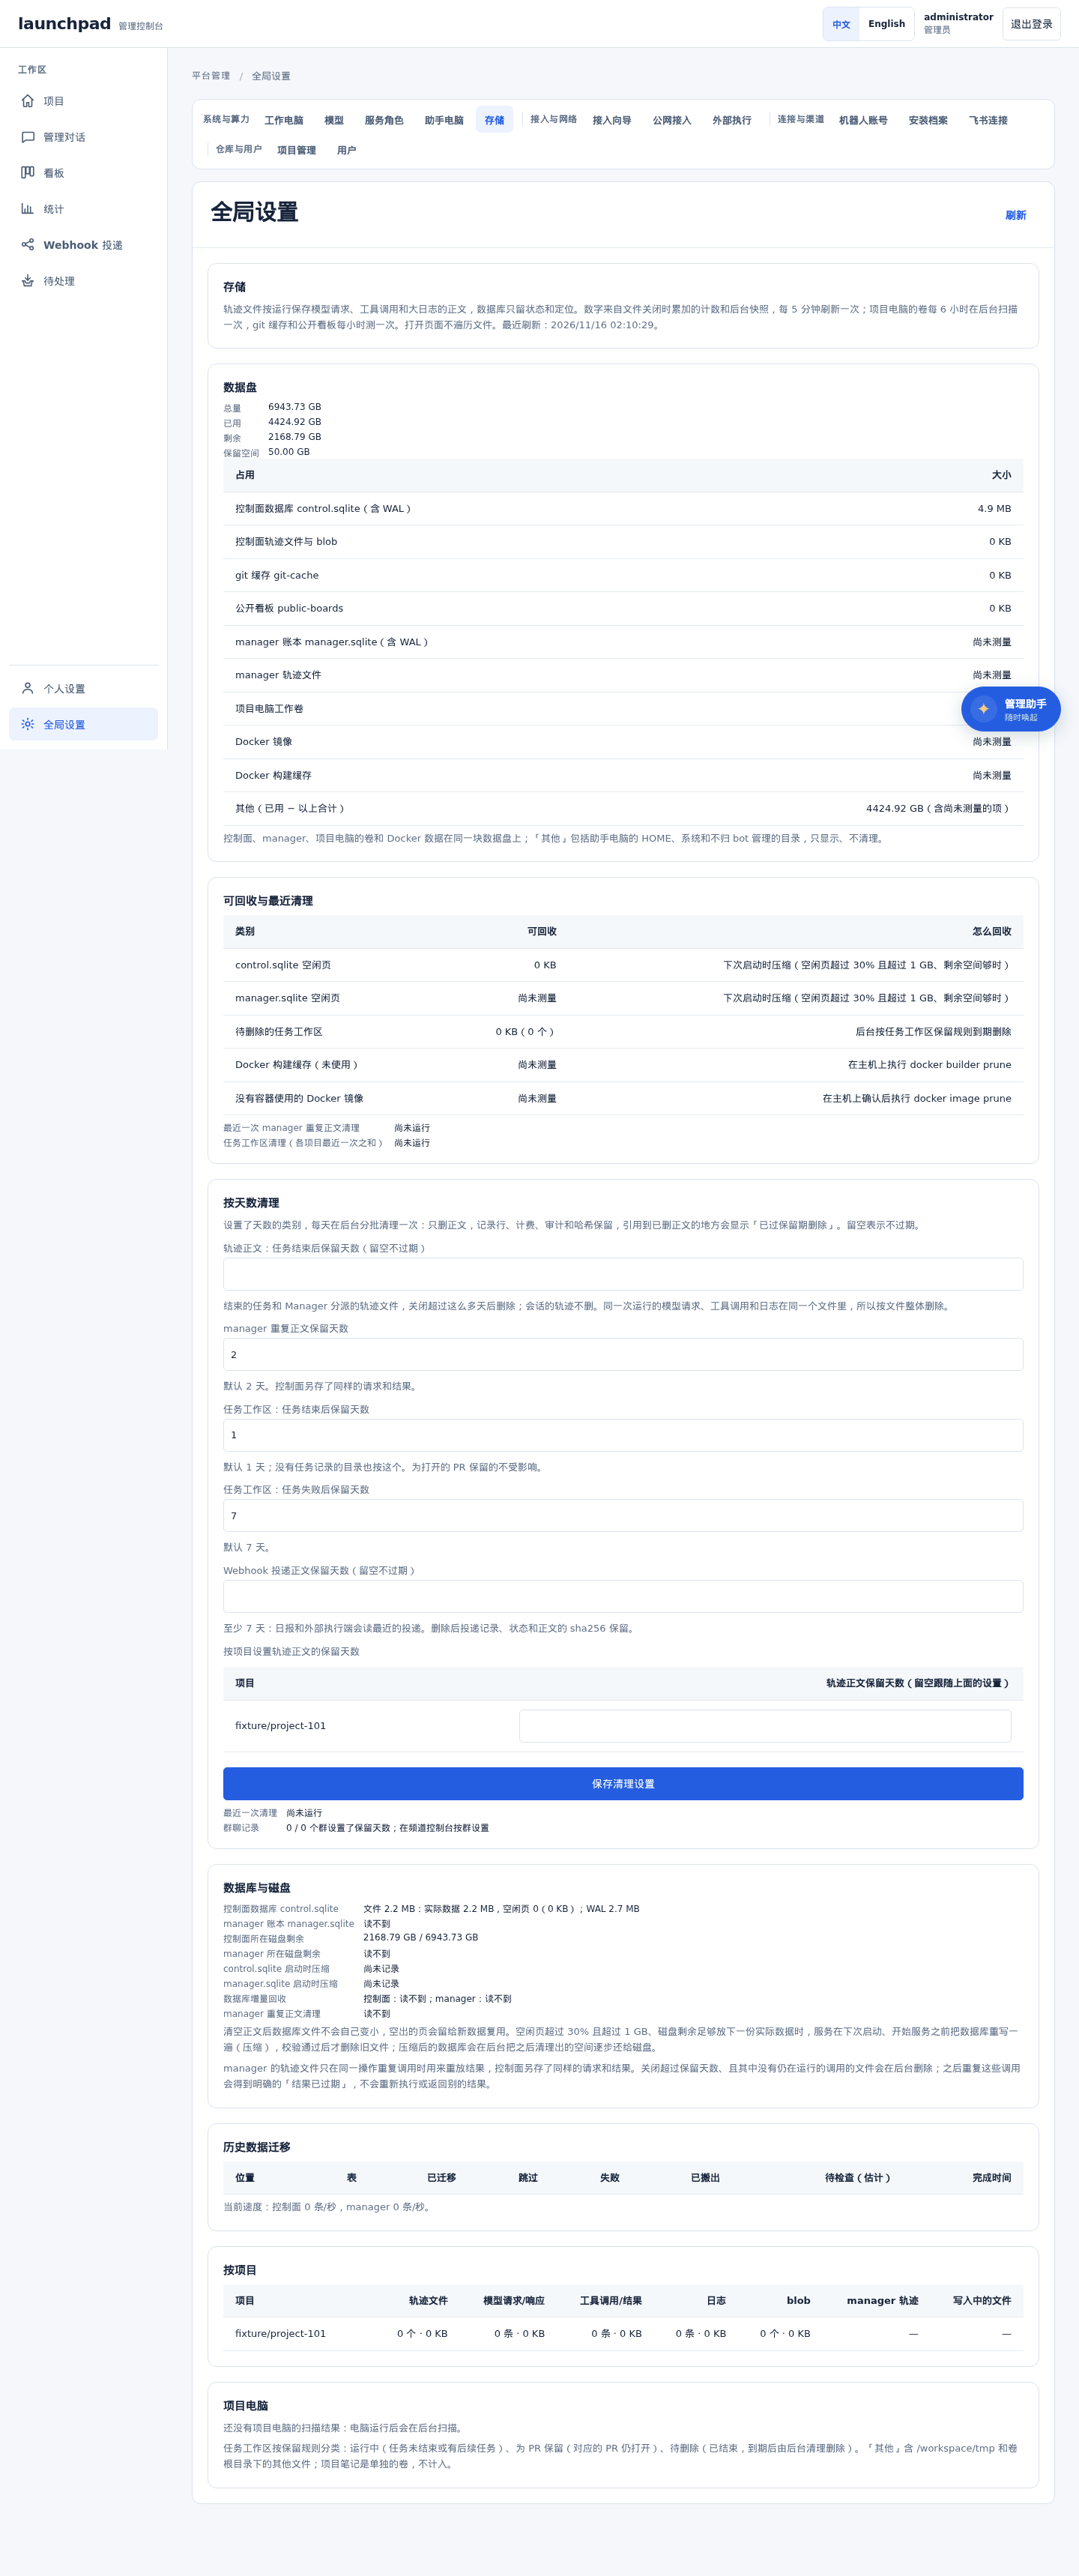 launchpad 管理控制台
中文 English
administrator
管理员
退出登录
工作区
项目
管理对话
看板
统计
Webhook 投递
待处理
个人设置
全局设置
平台管理 / 全局设置
系统与算力 工作电脑 模型 服务角色 助手电脑 存储 接入与网络 接入向导 公网接入 外部执行 连接与渠道 机器人账号 安装档案 飞书连接
仓库与用户 项目管理 用户
全局设置
刷新
存储
轨迹文件按运行保存模型请求、工具调用和大日志的正文，数据库只留状态和定位。数字来自文件关闭时累加的计数和后台快照，每 5 分钟刷新一次；项目电脑的卷每 6 小时在后台扫描
一次，git 缓存和公开看板每小时测一次。打开页面不遍历文件。最近刷新：2026/11/16 02:10:29。
数据盘
总量 6943.73 GB
已用 4424.92 GB
剩余 2168.79 GB
保留空间 50.00 GB
占用 大小
控制面数据库 control.sqlite（含 WAL） 4.9 MB
控制面轨迹文件与 blob 0 KB
git 缓存 git-cache 0 KB
公开看板 public-boards 0 KB
manager 账本 manager.sqlite（含 WAL） 尚未测量
manager 轨迹文件 尚未测量
项目电脑工作卷
管理助手
随时唤起
Docker 镜像 尚未测量
Docker 构建缓存 尚未测量
其他（已用 − 以上合计） 4424.92 GB（含尚未测量的项）
控制面、manager、项目电脑的卷和 Docker 数据在同一块数据盘上；「其他」包括助手电脑的 HOME、系统和不归 bot 管理的目录，只显示、不清理。
可回收与最近清理
类别 可回收 怎么回收
control.sqlite 空闲页 0 KB 下次启动时压缩（空闲页超过 30% 且超过 1 GB、剩余空间够时）
manager.sqlite 空闲页 尚未测量 下次启动时压缩（空闲页超过 30% 且超过 1 GB、剩余空间够时）
待删除的任务工作区 0 KB（0 个） 后台按任务工作区保留规则到期删除
Docker 构建缓存（未使用） 尚未测量 在主机上执行 docker builder prune
没有容器使用的 Docker 镜像 尚未测量 在主机上确认后执行 docker image prune
最近一次 manager 重复正文清理 尚未运行
任务工作区清理（各项目最近一次之和） 尚未运行
按天数清理
设置了天数的类别，每天在后台分批清理一次：只删正文，记录行、计费、审计和哈希保留，引用到已删正文的地方会显示「已过保留期删除」。留空表示不过期。
轨迹正文：任务结束后保留天数（留空不过期）
结束的任务和 Manager 分派的轨迹文件，关闭超过这么多天后删除；会话的轨迹不删。同一次运行的模型请求、工具调用和日志在同一个文件里，所以按文件整体删除。
manager 重复正文保留天数
2
默认 2 天。控制面另存了同样的请求和结果。
任务工作区：任务结束后保留天数
1
默认 1 天；没有任务记录的目录也按这个。为打开的 PR 保留的不受影响。
任务工作区：任务失败后保留天数
7
默认 7 天。
Webhook 投递正文保留天数（留空不过期）
至少 7 天：日报和外部执行端会读最近的投递。删除后投递记录、状态和正文的 sha256 保留。
按项目设置轨迹正文的保留天数
项目 轨迹正文保留天数（留空跟随上面的设置）
fixture/project-101
保存清理设置
最近一次清理 尚未运行
群聊记录 0 / 0 个群设置了保留天数；在频道控制台按群设置
数据库与磁盘
控制面数据库 control.sqlite 文件 2.2 MB：实际数据 2.2 MB，空闲页 0（0 KB）；WAL 2.7 MB
manager 账本 manager.sqlite 读不到
控制面所在磁盘剩余 2168.79 GB / 6943.73 GB
manager 所在磁盘剩余 读不到
control.sqlite 启动时压缩 尚未记录
manager.sqlite 启动时压缩 尚未记录
数据库增量回收 控制面：读不到；manager：读不到
manager 重复正文清理 读不到
清空正文后数据库文件不会自己变小，空出的页会留给新数据复用。空闲页超过 30% 且超过 1 GB、磁盘剩余足够放下一份实际数据时，服务在下次启动、开始服务之前把数据库重写一
遍（压缩），校验通过后才删除旧文件；压缩后的数据库会在后台把之后清理出的空间逐步还给磁盘。
manager 的轨迹文件只在同一操作重复调用时用来重放结果，控制面另存了同样的请求和结果。关闭超过保留天数、且其中没有仍在运行的调用的文件会在后台删除；之后重复这些调用
会得到明确的「结果已过期」，不会重新执行或返回别的结果。
历史数据迁移
位置 表 已迁移 跳过 失败 已搬出 待检查（估计） 完成时间
当前速度：控制面 0 条/秒，manager 0 条/秒。
按项目
项目 轨迹文件 模型请求/响应 工具调用/结果 日志 blob manager 轨迹 写入中的文件
fixture/project-101 0 个 · 0 KB 0 条 · 0 KB 0 条 · 0 KB 0 条 · 0 KB 0 个 · 0 KB — —
项目电脑
还没有项目电脑的扫描结果：电脑运行后会在后台扫描。
任务工作区按保留规则分类：运行中（任务未结束或有后续任务）、为 PR 保留（对应的 PR 仍打开）、待删除（已结束，到期后由后台清理删除）。「其他」含 /workspace/tmp 和卷
根目录下的其他文件；项目笔记是单独的卷，不计入。